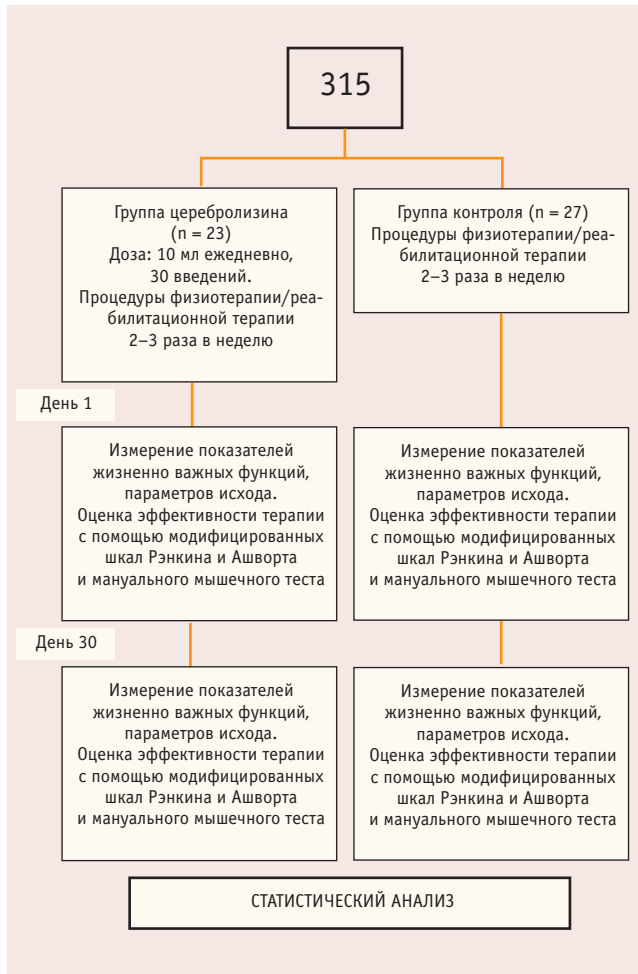 315
Группа церебролизина
(n = 23)
Доза: 10 мл ежедневно,
30 введений.
Процедуры физиотерапии/реа-
билитационной терапии
2–3 раза в неделю
Группа контроля (n = 27)
Процедуры физиотерапии/реа-
билитационной терапии
2–3 раза в неделю
День 1
Измерение показателей
жизненно важных функций,
параметров исхода.
Оценка эффективности терапии
с помощью модифицированных
шкал Рэнкина и Ашворта
и мануального мышечного теста
Измерение показателей
жизненно важных функций,
параметров исхода.
Оценка эффективности терапии
с помощью модифицированных
шкал Рэнкина и Ашворта
и мануального мышечного теста
День 30
Измерение показателей
жизненно важных функций,
параметров исхода.
Оценка эффективности терапии
с помощью модифицированных
шкал Рэнкина и Ашворта
и мануального мышечного теста
Измерение показателей
жизненно важных функций,
параметров исхода.
Оценка эффективности терапии
с помощью модифицированных
шкал Рэнкина и Ашворта
и мануального мышечного теста
СТАТИСТИЧЕСКИЙ АНАЛИЗ